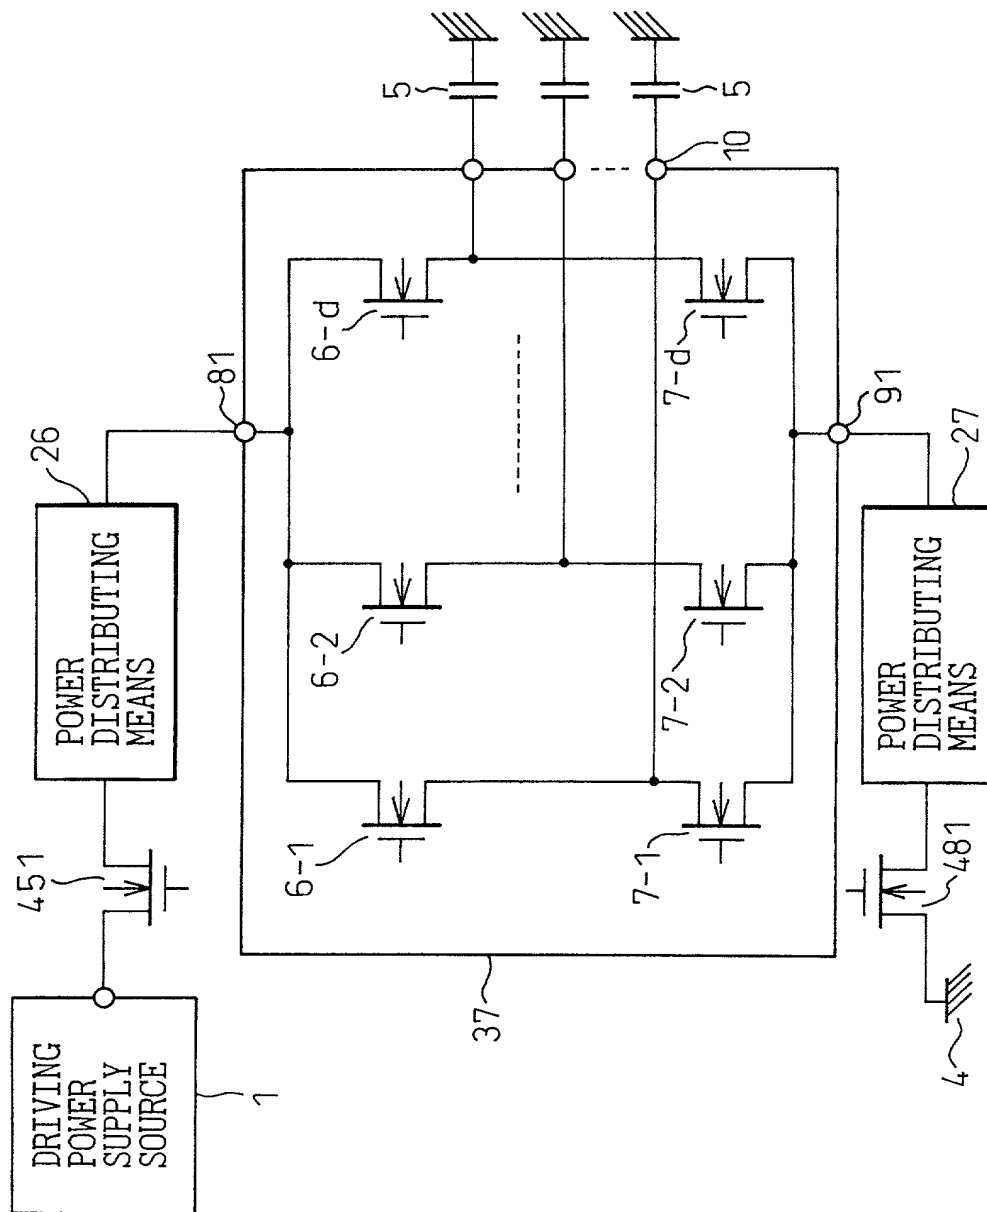 DRIVING
POWER
SUPPLY
SOURCE
1
451
POWER
DISTRIBUTING
MEANS
26
81
6-1
6-2
6-d
7-1
7-2
7-d
5
5
10
37
91
POWER
DISTRIBUTING
MEANS
27
481
4